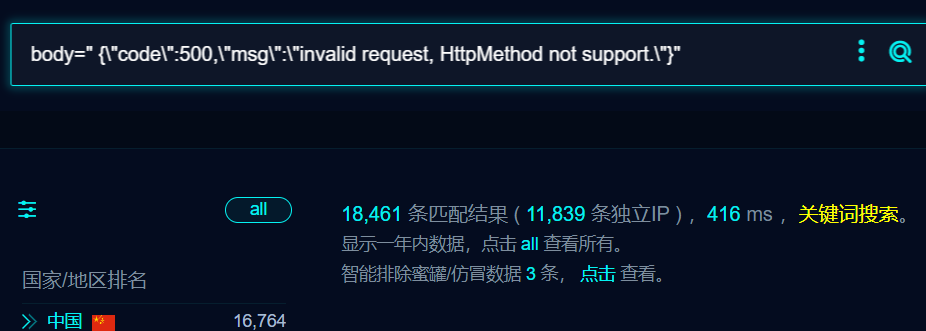 body=" {\"code\":500,\"msg\":\"invalid request, HttpMethod not support.\"}"
all
18,461 条匹配结果 ( 11,839 条独立IP ) ，416 ms ，关键词搜索。
显示一年内数据，点击 all 查看所有。
智能排除蜜罐/仿冒数据 3 条， 点击 查看。
国家/地区排名
中国 16,764